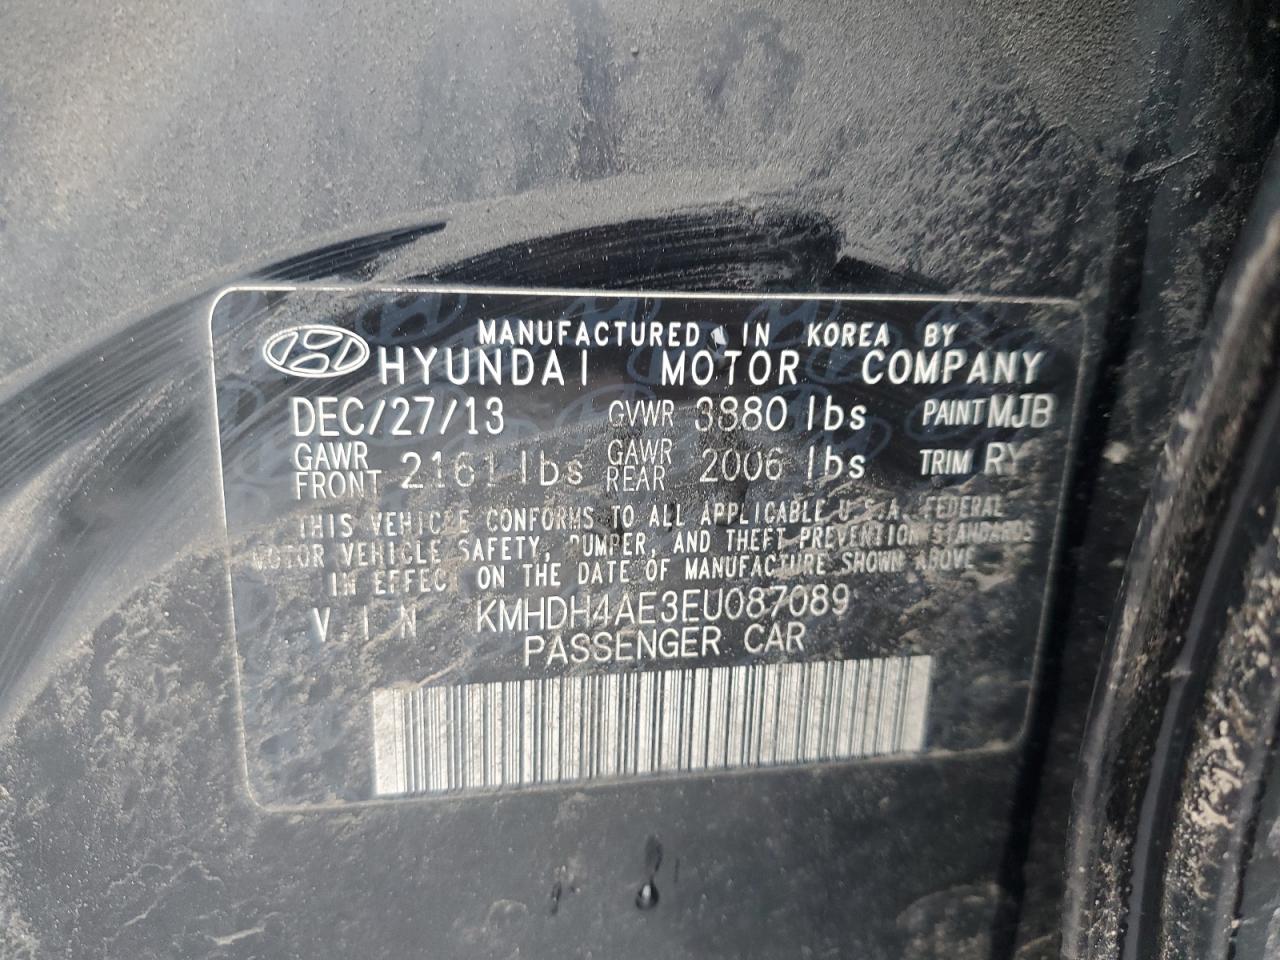 MANUFACTURED IN KOREA BY
HYUNDAI MOTOR COMPANY
DEC/27/13 GVWR 3880 lbs PAINT MJB
GAWR FRONT 2161 lbs GAWR REAR 2006 lbs TRIM RY
THIS VEHICLE CONFORMS TO ALL APPLICABLE U.S.A. FEDERAL
MOTOR VEHICLE SAFETY, BUMPER, AND THEFT PREVENTION STANDARDS
IN EFFECT ON THE DATE OF MANUFACTURE SHOWN ABOVE
VIN KMHDH4AE3EU087089
PASSENGER CAR